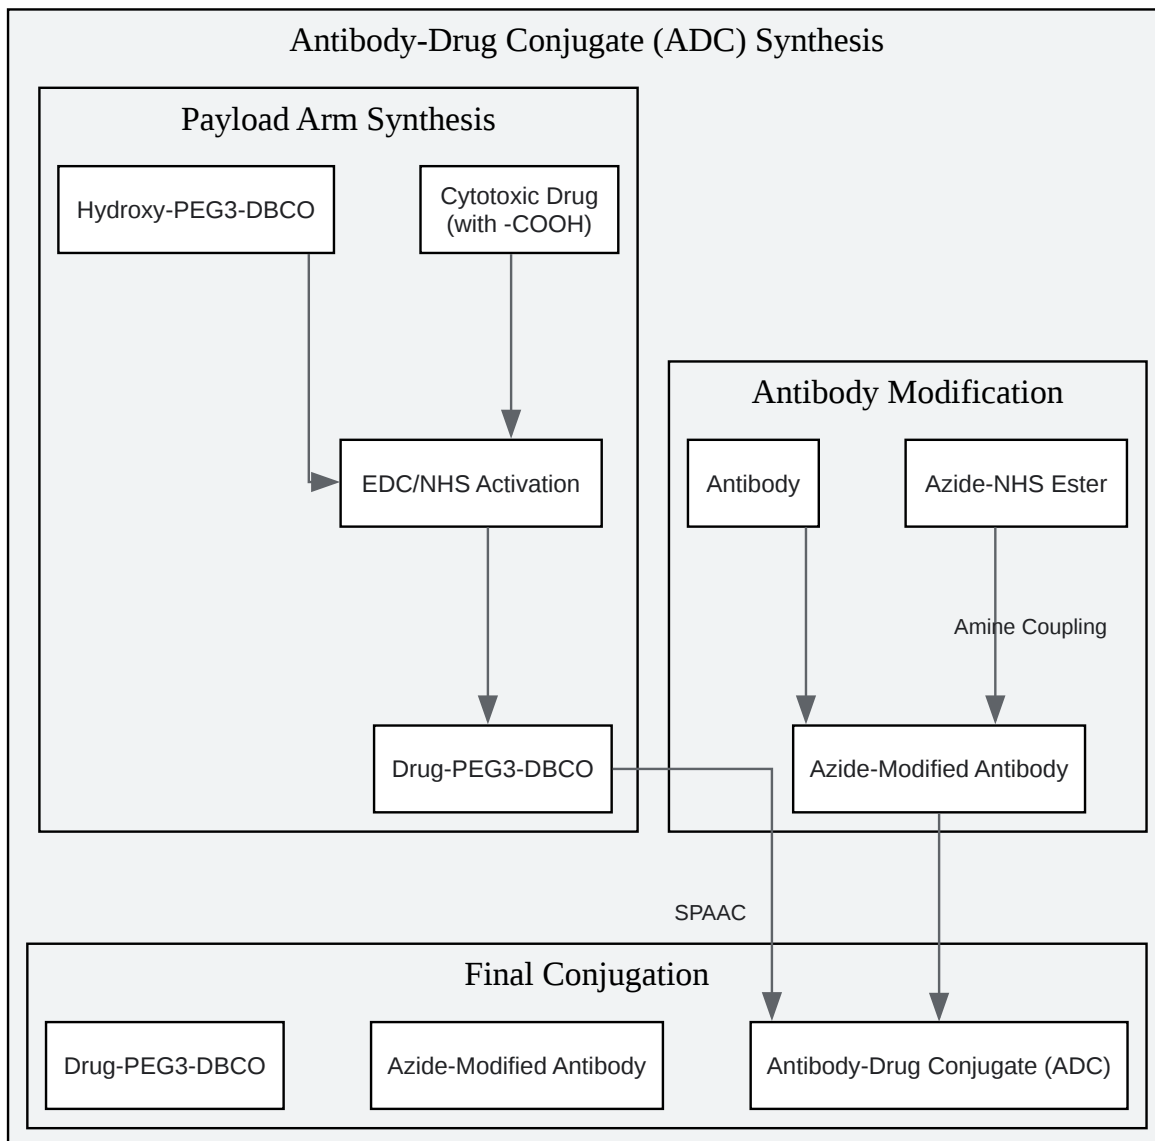 Antibody-Drug Conjugate (ADC) Synthesis
Payload Arm Synthesis
Hydroxy-PEG3-DBCO
Cytotoxic Drug
(with -COOH)
EDC/NHS Activation
Drug-PEG3-DBCO
Antibody Modification
Antibody
Azide-NHS Ester
Amine Coupling
Azide-Modified Antibody
SPAAC
Final Conjugation
Drug-PEG3-DBCO
Azide-Modified Antibody
Antibody-Drug Conjugate (ADC)